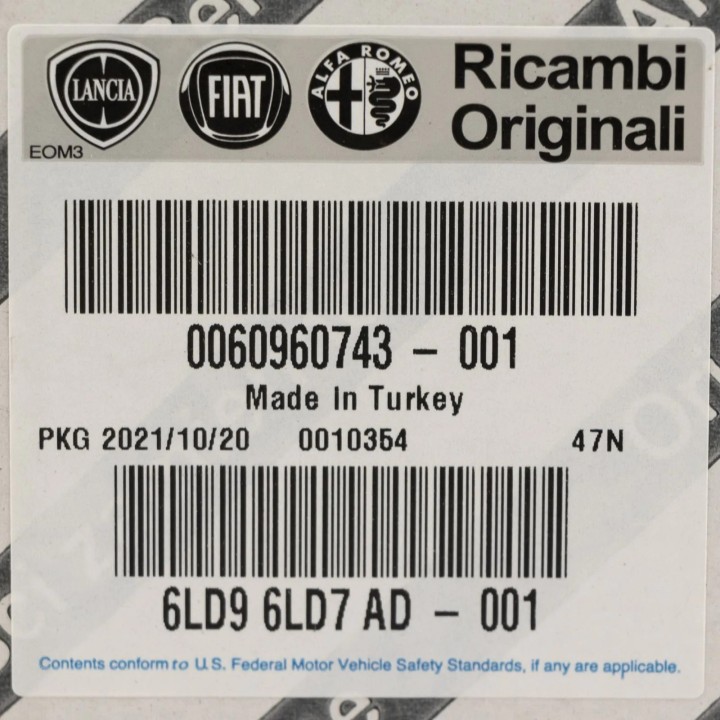 LANCIA FIAT ALFA ROMEO Ricambi
Originali
EOM3
0060960743 - 001
Made In Turkey
PKG 2021/10/20 0010354 47N
6LD9 6LD7 AD - 001
Contents conform to U.S. Federal Motor Vehicle Safety Standards, if any are applicable.